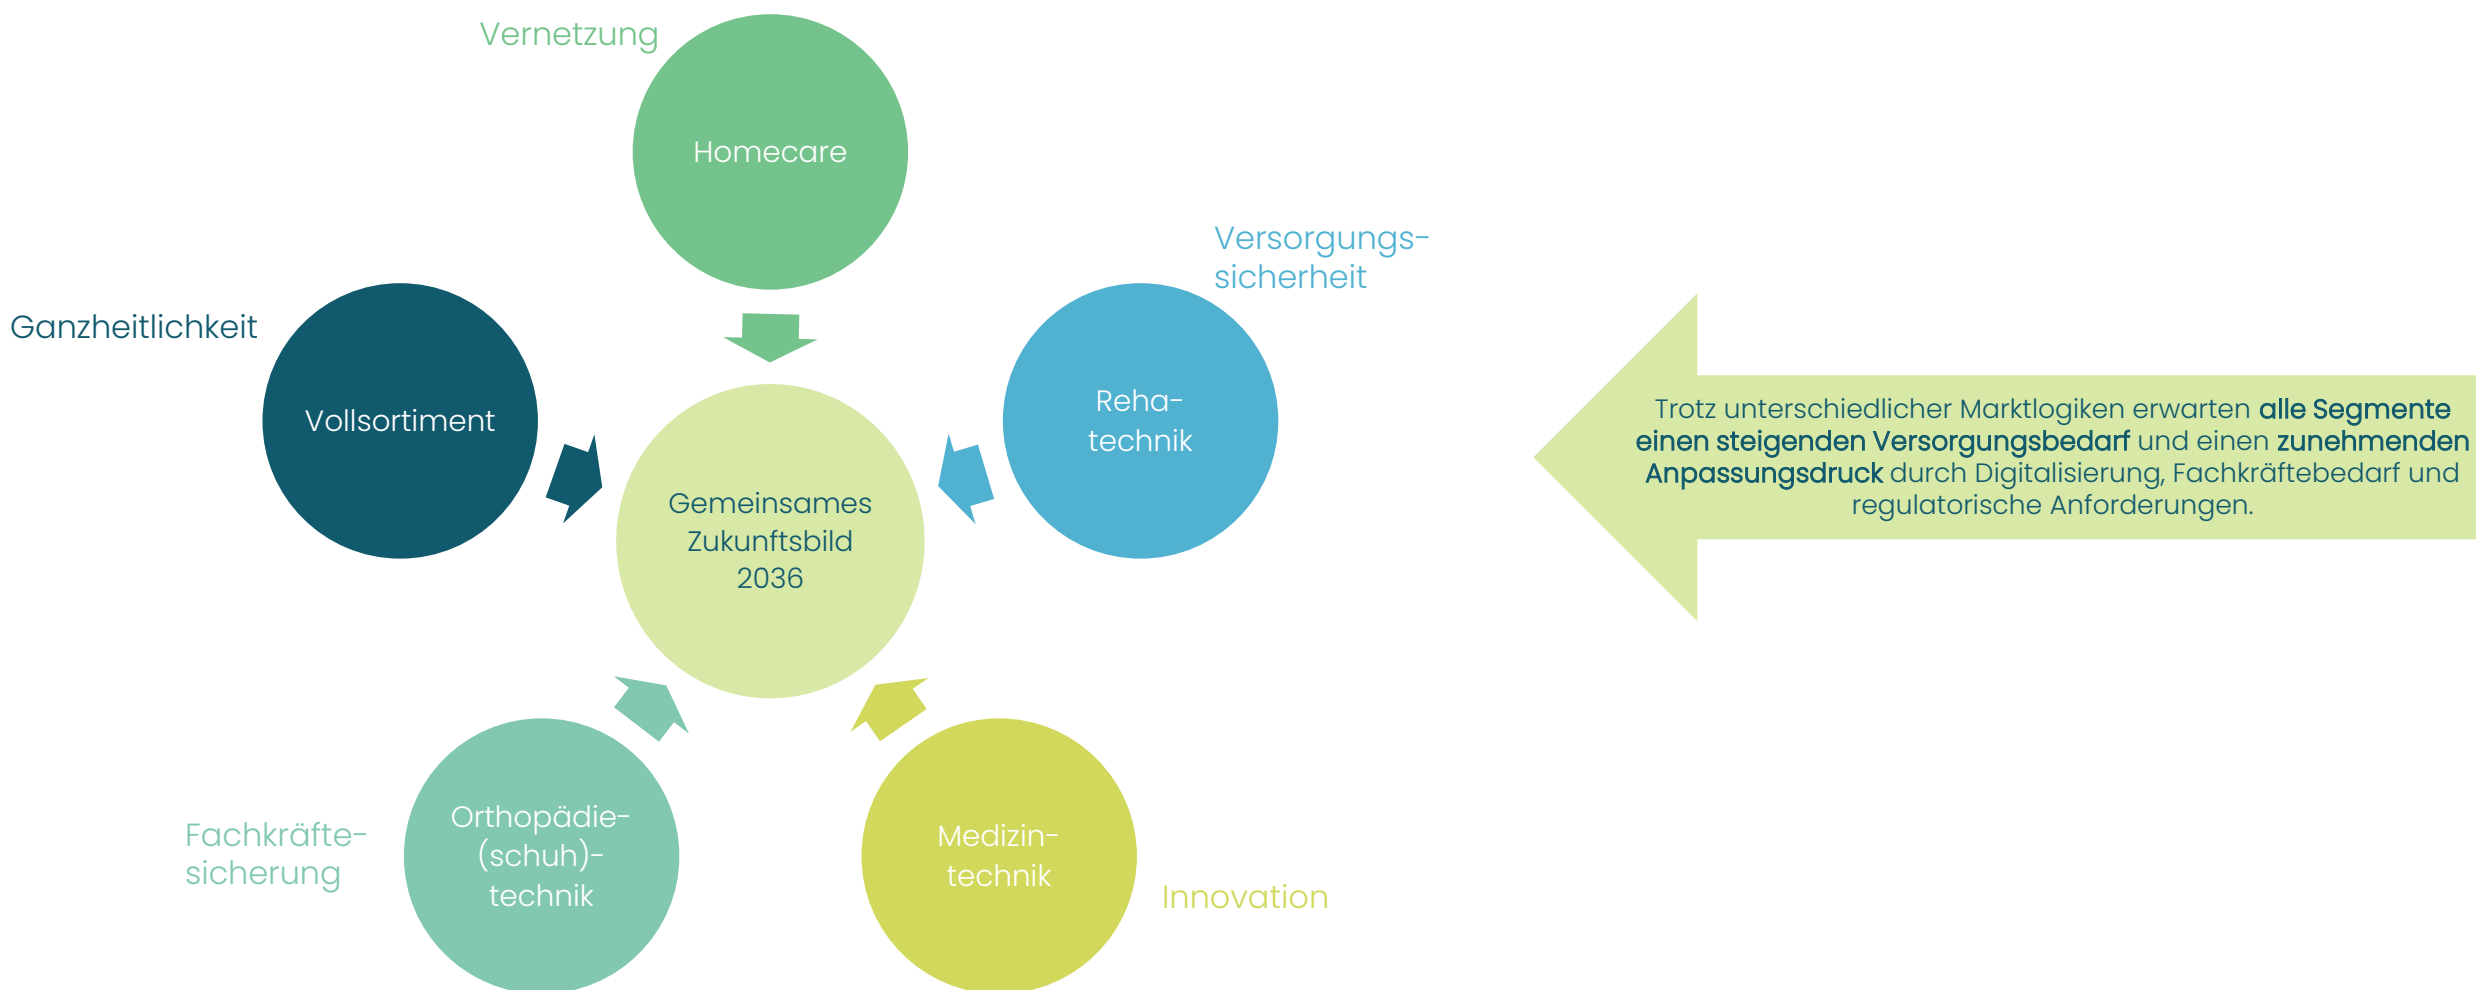 Vernetzung
Homecare
Versorgungs-
sicherheit
Ganzheitlichkeit
Vollsortiment
Reha-
technik
Gemeinsames
Zukunftsbild
2036
Trotz unterschiedlicher Marktlogiken erwarten alle Segmente
einen steigenden Versorgungsbedarf und einen zunehmenden
Anpassungsdruck durch Digitalisierung, Fachkräftebedarf und
regulatorische Anforderungen.
Fachkräfte-
sicherung
Orthopädie-
(schuh)-
technik
Medizin-
technik
Innovation